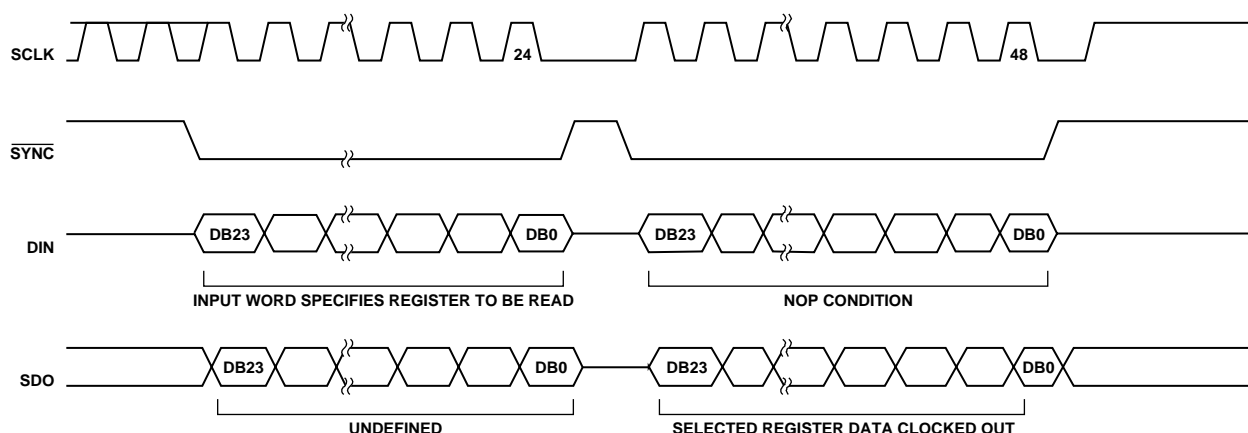 SCLK
24
48
SYNC
DIN
DB23
DB0
DB23
DB0
INPUT WORD SPECIFIES REGISTER TO BE READ
NOP CONDITION
SDO
DB23
DB0
DB23
DB0
UNDEFINED
SELECTED REGISTER DATA CLOCKED OUT